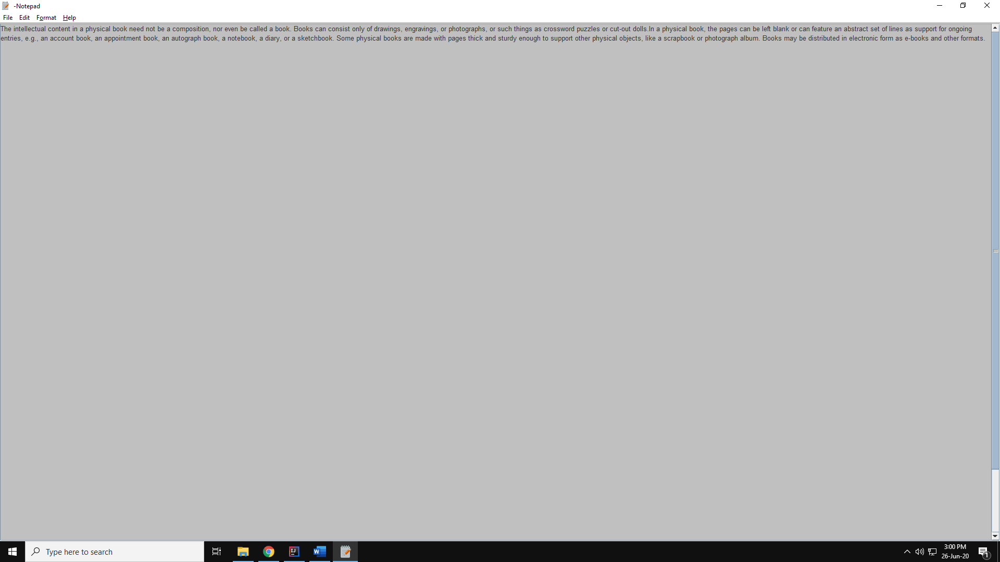 -Notepad
File Edit Format Help
The intellectual content in a physical book need not be a composition, nor even be called a book. Books can consist only of drawings, engravings, or photographs, or such things as crossword puzzles or cut-out dolls.In a physical book, the pages can be left blank or can feature an abstract set of lines as support for ongoing
entries, e.g., an account book, an appointment book, an autograph book, a notebook, a diary, or a sketchbook. Some physical books are made with pages thick and sturdy enough to support other physical objects, like a scrapbook or photograph album. Books may be distributed in electronic form as e-books and other formats.
Type here to search
IJ
W
3:00 PM
26-Jun-20
1